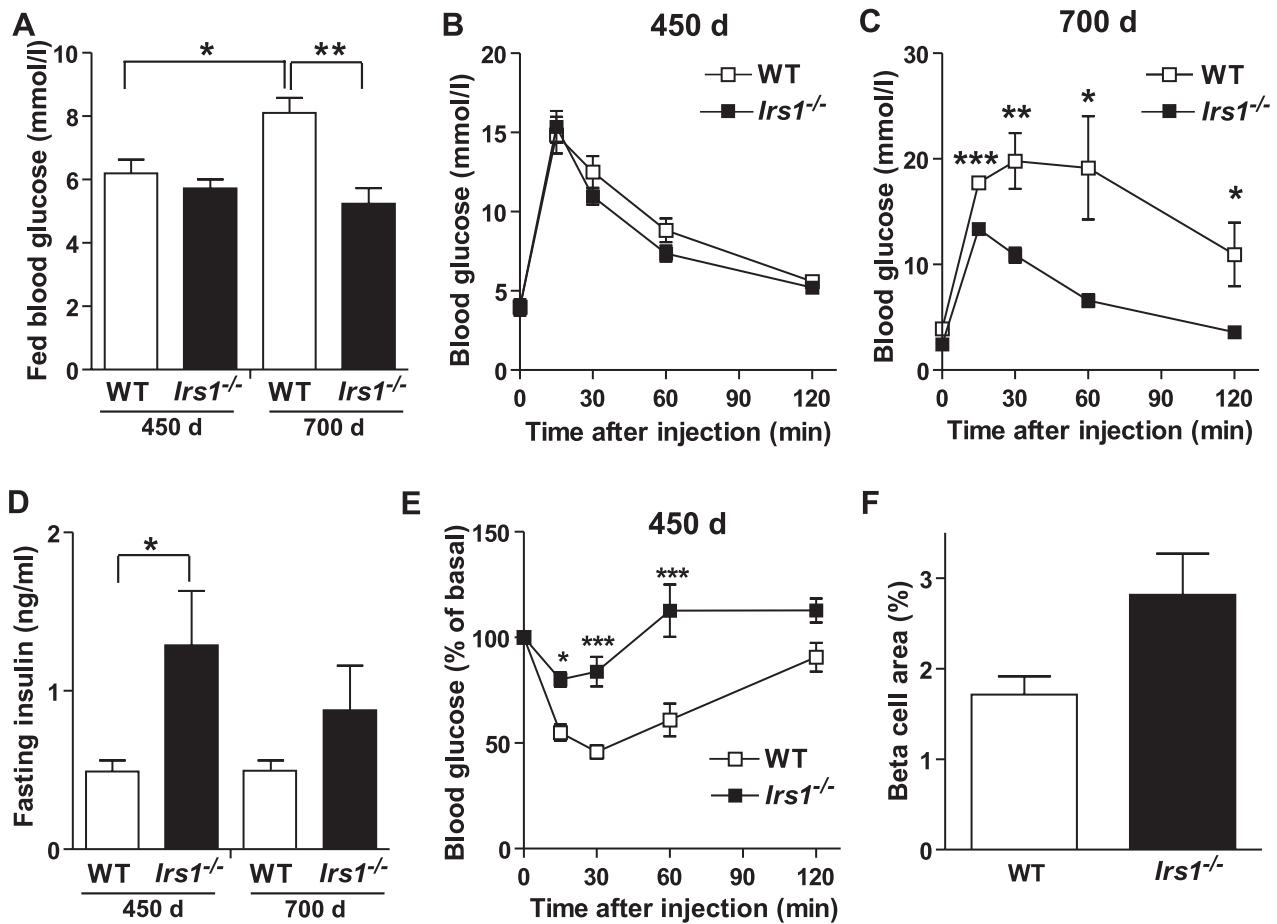 A
Fed blood glucose (mmol/l)
10
8
6
4
2
0
*
**
WT
Irs1-/-
WT
Irs1-/-
450 d
700 d
B
450 d
Blood glucose (mmol/l)
20
15
10
5
0
WT
Irs1-/-
0
30
60
90
120
Time after injection (min)
C
700 d
Blood glucose (mmol/l)
30
20
10
0
WT
Irs1-/-
***
**
*
*
0
30
60
90
120
Time after injection (min)
D
Fasting insulin (ng/ml)
2
1
0
*
WT
Irs1-/-
WT
Irs1-/-
450 d
700 d
E
450 d
Blood glucose (% of basal)
150
100
50
0
*
***
***
WT
Irs1-/-
0
30
60
90
120
Time after injection (min)
F
Beta cell area (%)
3
2
1
0
WT
Irs1-/-